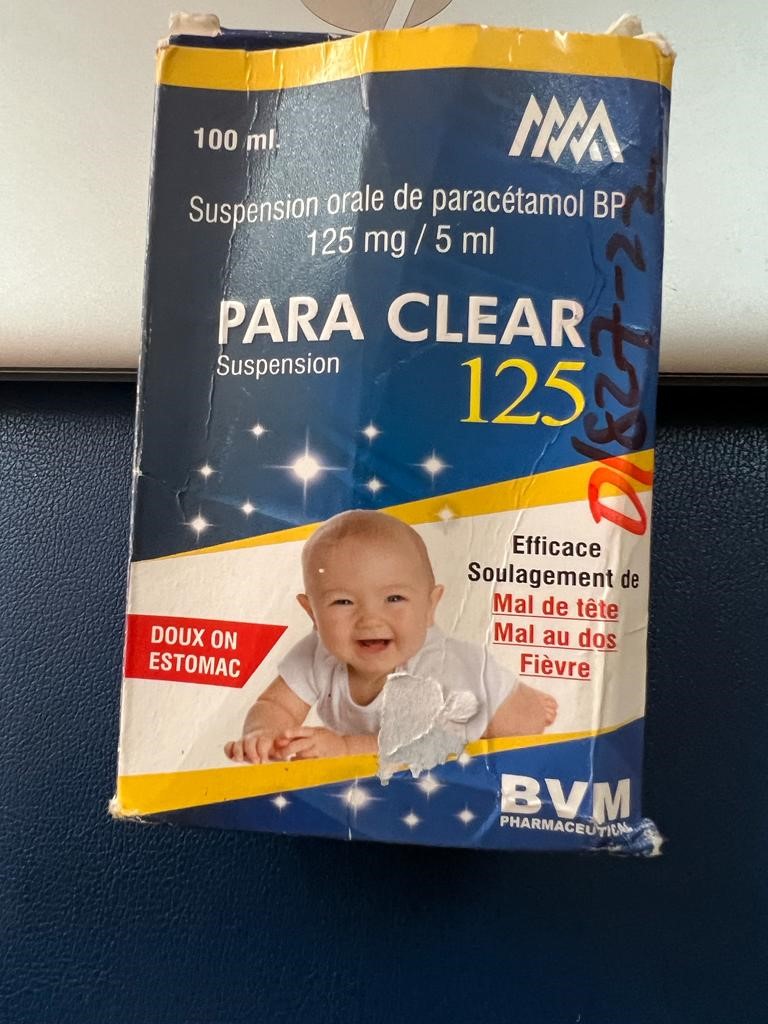 100 ml.
Suspension orale de paracétamol BP
125 mg / 5 ml
PARA CLEAR
Suspension
125
Efficace
Soulagement de
Mal de tête
Mal au dos
Fièvre
DOUX ON
ESTOMAC
BVM
PHARMACEUTICAL